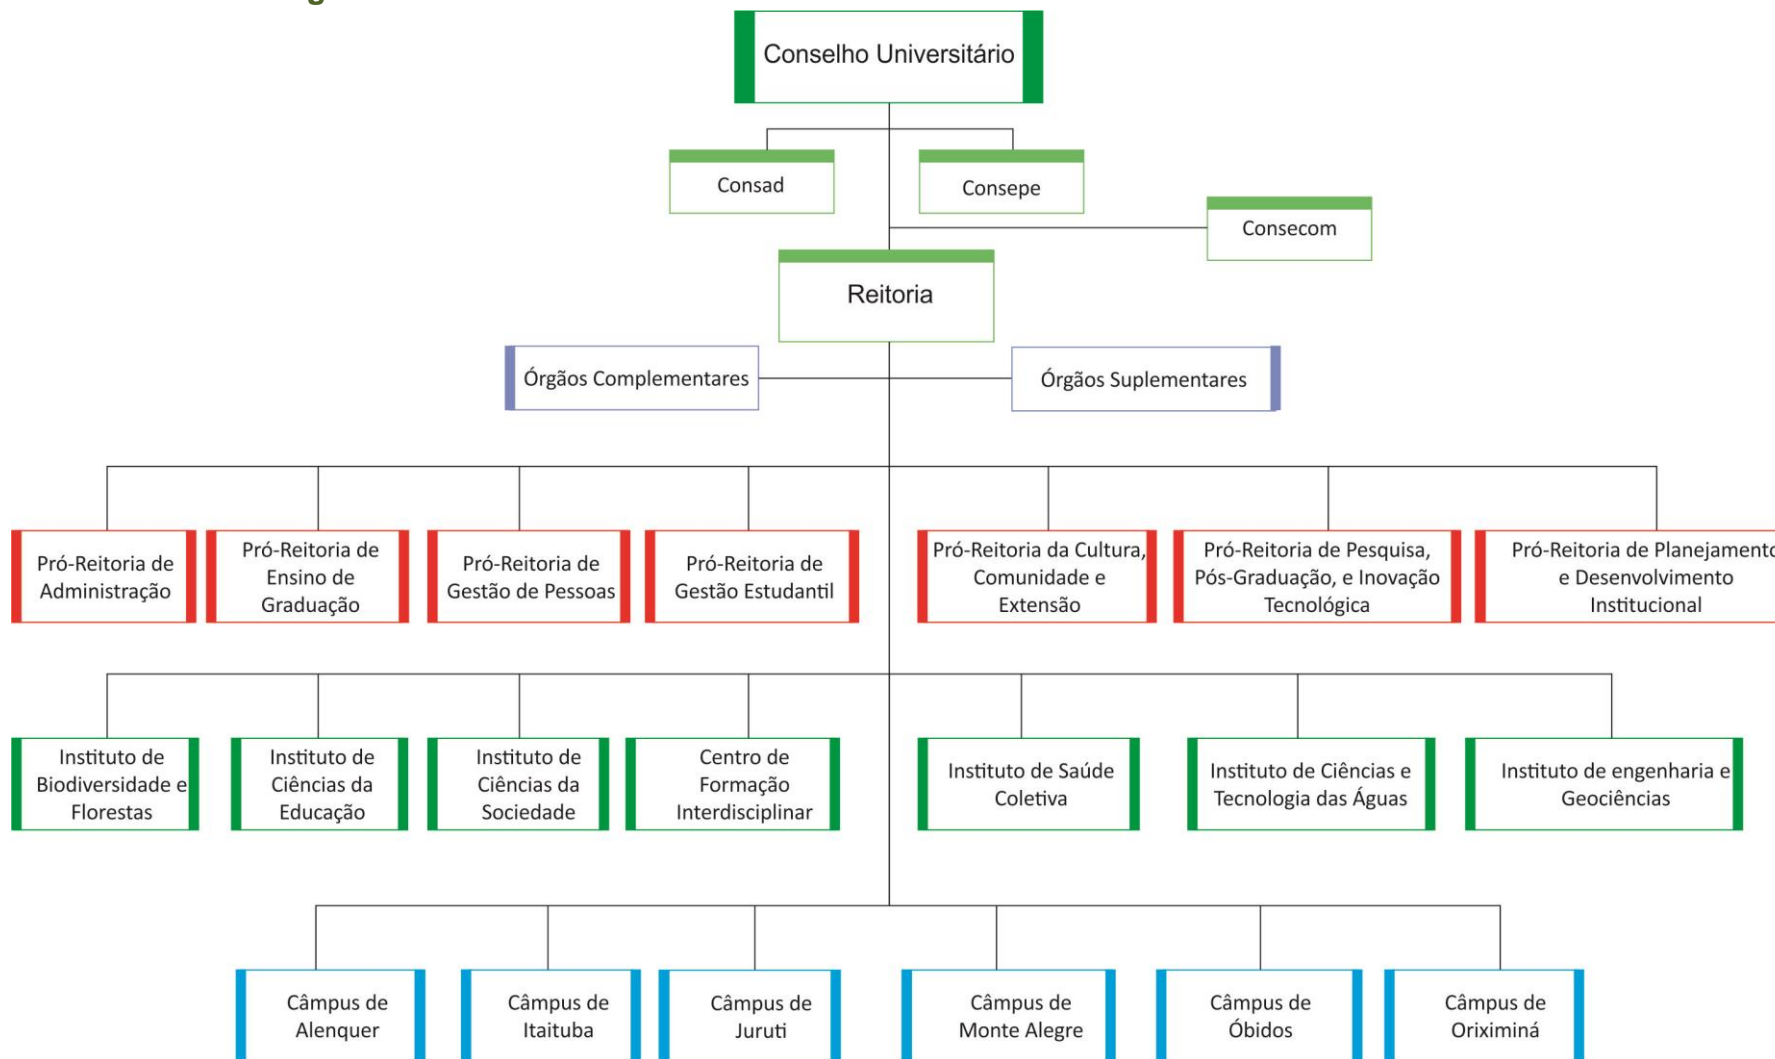 Conselho Universitário
Consad
Consepe
Consecom
Reitoria
Órgãos Complementares
Órgãos Suplementares
Pró-Reitoria de
Administração
Pró-Reitoria de
Ensino de
Graduação
Pró-Reitoria de
Gestão de Pessoas
Pró-Reitoria de
Gestão Estudantil
Pró-Reitoria da Cultura,
Comunidade e
Extensão
Pró-Reitoria de Pesquisa,
Pós-Graduação, e Inovação
Tecnológica
Pró-Reitoria de Planejamento
e Desenvolvimento
Institucional
Instituto de
Biodiversidade e
Florestas
Instituto de
Ciências da
Educação
Instituto de
Ciências da
Sociedade
Centro de
Formação
Interdisciplinar
Instituto de Saúde
Coletiva
Instituto de Ciências e
Tecnologia das Águas
Instituto de engenharia e
Geociências
Câmpus de
Alenquer
Câmpus de
Itaituba
Câmpus de
Juruti
Câmpus de
Monte Alegre
Câmpus de
Óbidos
Câmpus de
Oriximiná